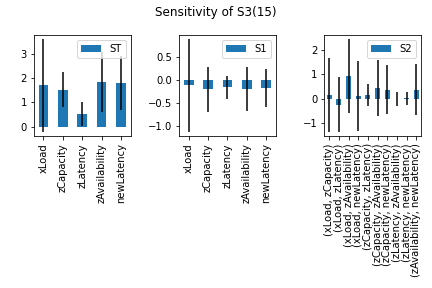 Sensitivity of S3(15)
ST
3
2
1
0
xLoad
zCapacity
zLatency
zAvailability
newLatency
S1
0.5
0.0
−0.5
−1.0
xLoad
zCapacity
zLatency
zAvailability
newLatency
S2
2
1
0
−1
(xLoad, zCapacity)
(xLoad, zLatency)
(xLoad, zAvailability)
(xLoad, newLatency)
(zCapacity, zLatency)
(zCapacity, zAvailability)
(zCapacity, newLatency)
(zLatency, zAvailability)
(zLatency, newLatency)
(zAvailability, newLatency)